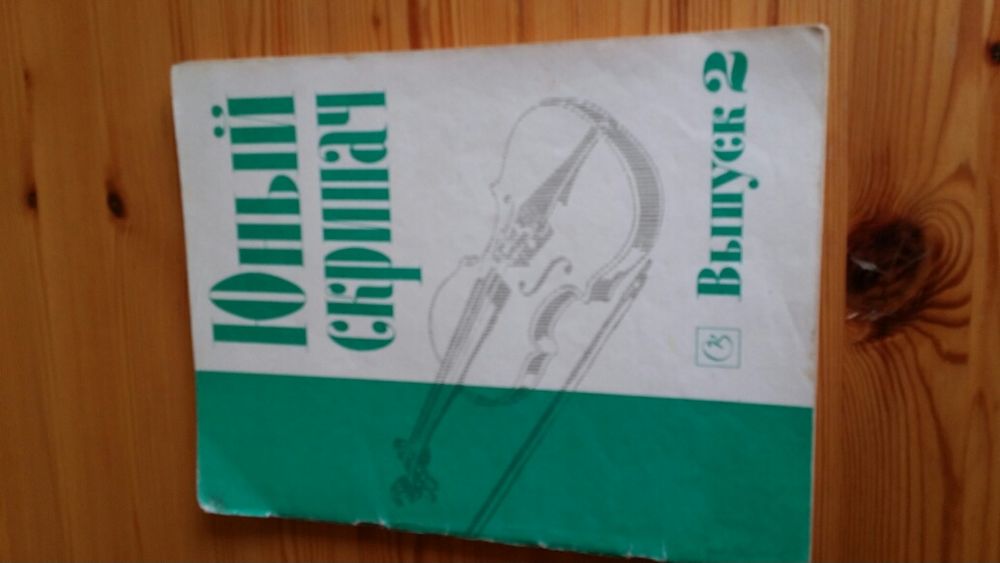 Юный
скрипач
Выпуск 2